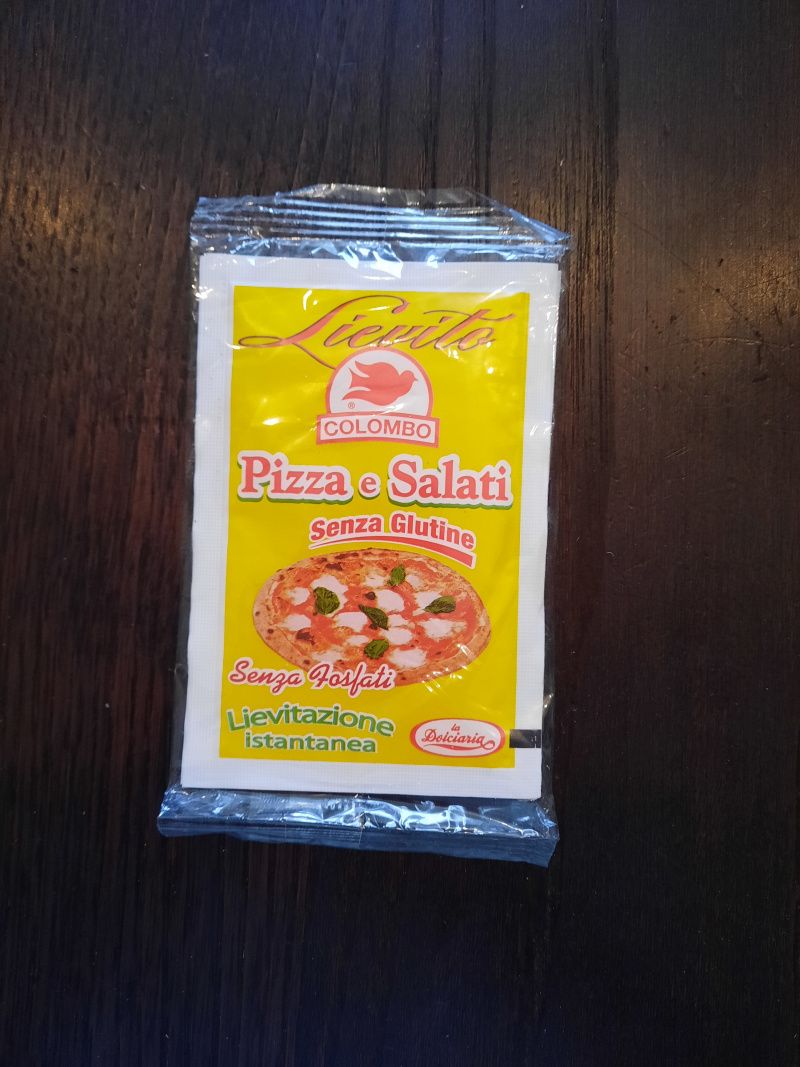 Lievito
®
COLOMBO
Pizza e Salati
Senza Glutine
Senza Fosfati
Lievitazione
istantanea
la
Dolciaria